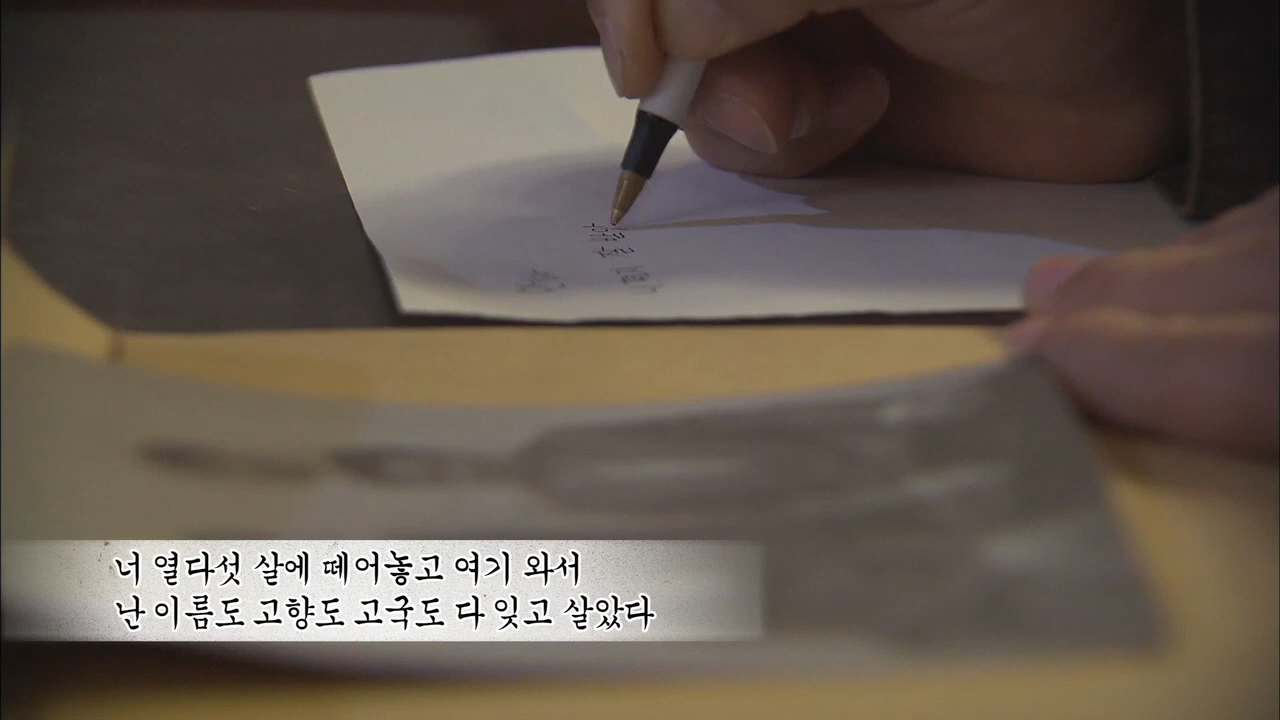 너 열다섯 살에 떼어놓고 여기 와서
난 이름도 고향도 고국도 다 잊고 살았다